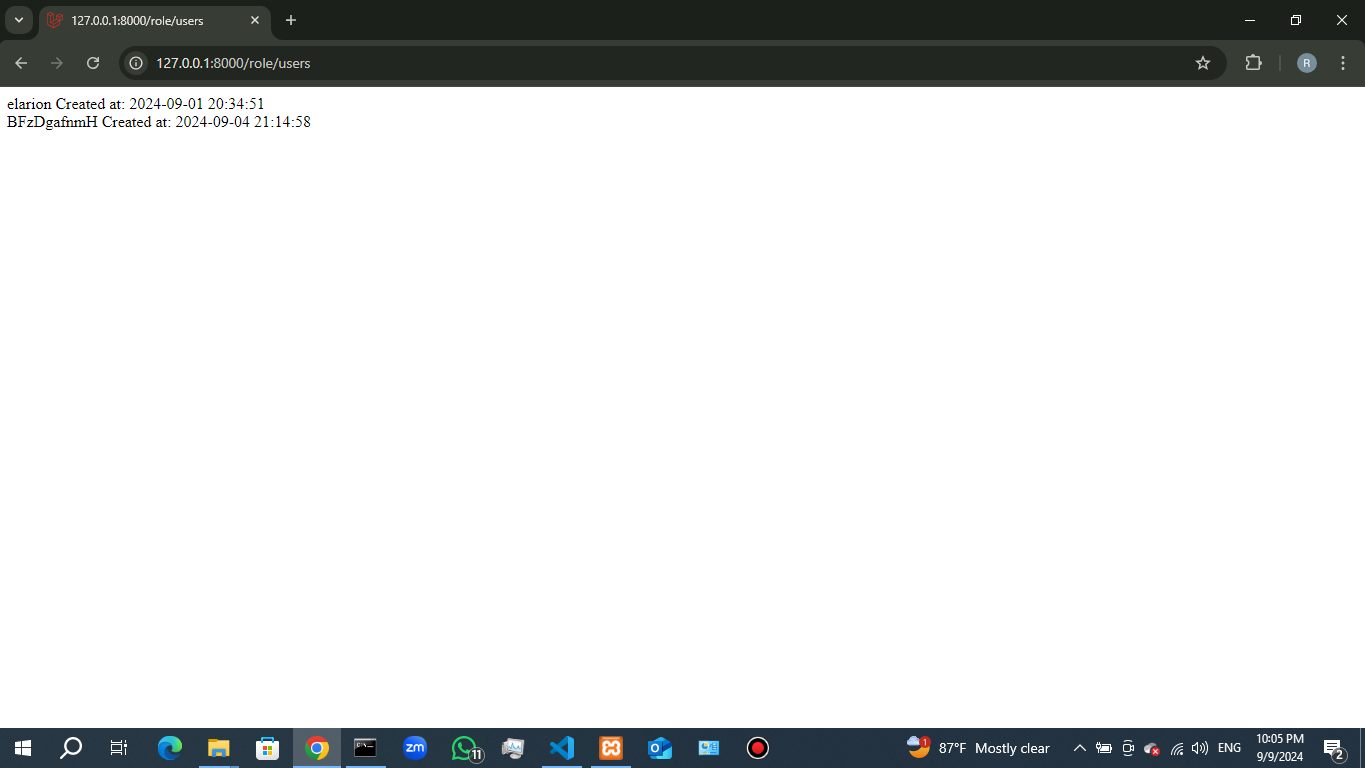 127.0.0.1:8000/role/users
127.0.0.1:8000/role/users
R
elarion Created at: 2024-09-01 20:34:51
BFzDgafnmH Created at: 2024-09-04 21:14:58
zm
11
1
87°F Mostly clear
ENG
10:05 PM
9/9/2024
2